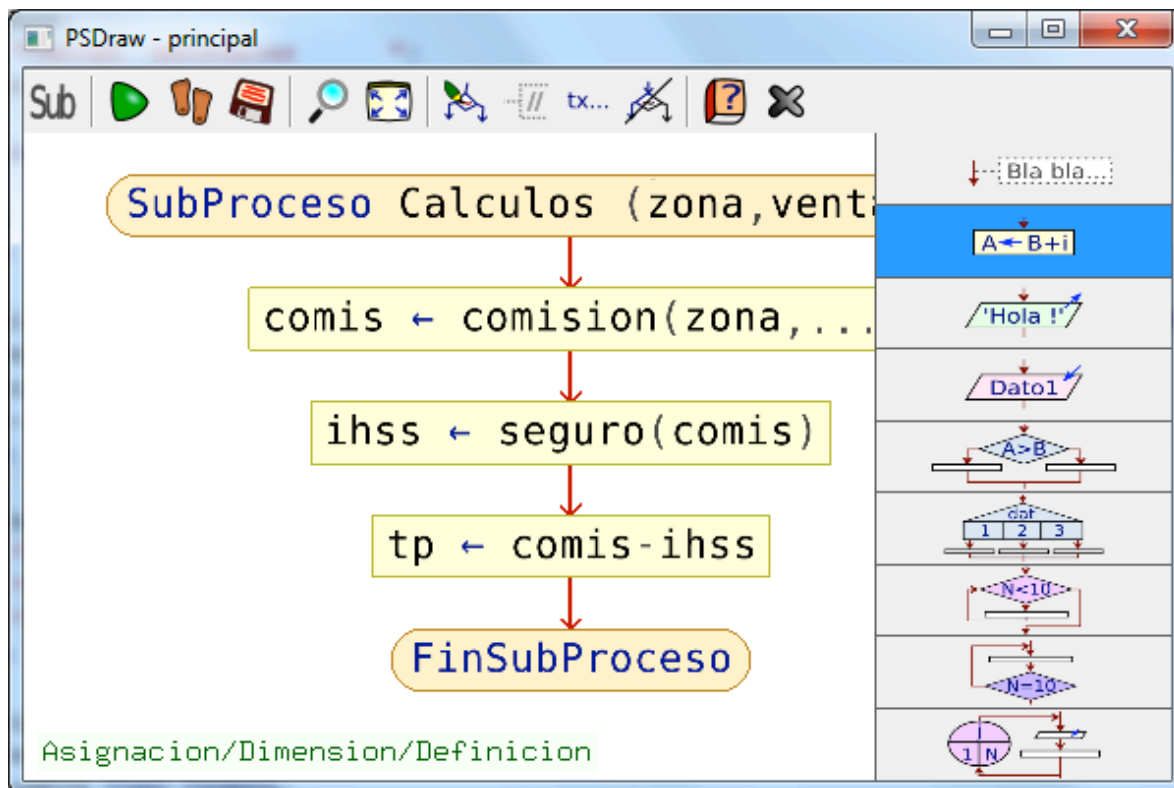 PSDraw - principal
Sub
tx...
SubProceso Calculos (zona,venta
comis ← comision(zona,...
ihss ← seguro(comis)
tp ← comis-ihss
FinSubProceso
Asignacion/Dimension/Definicion
Bla bla...
A← B+i
'Hola !'
Dato1
A>B
dat
1 2 3
N<10
N=10
i
1 N